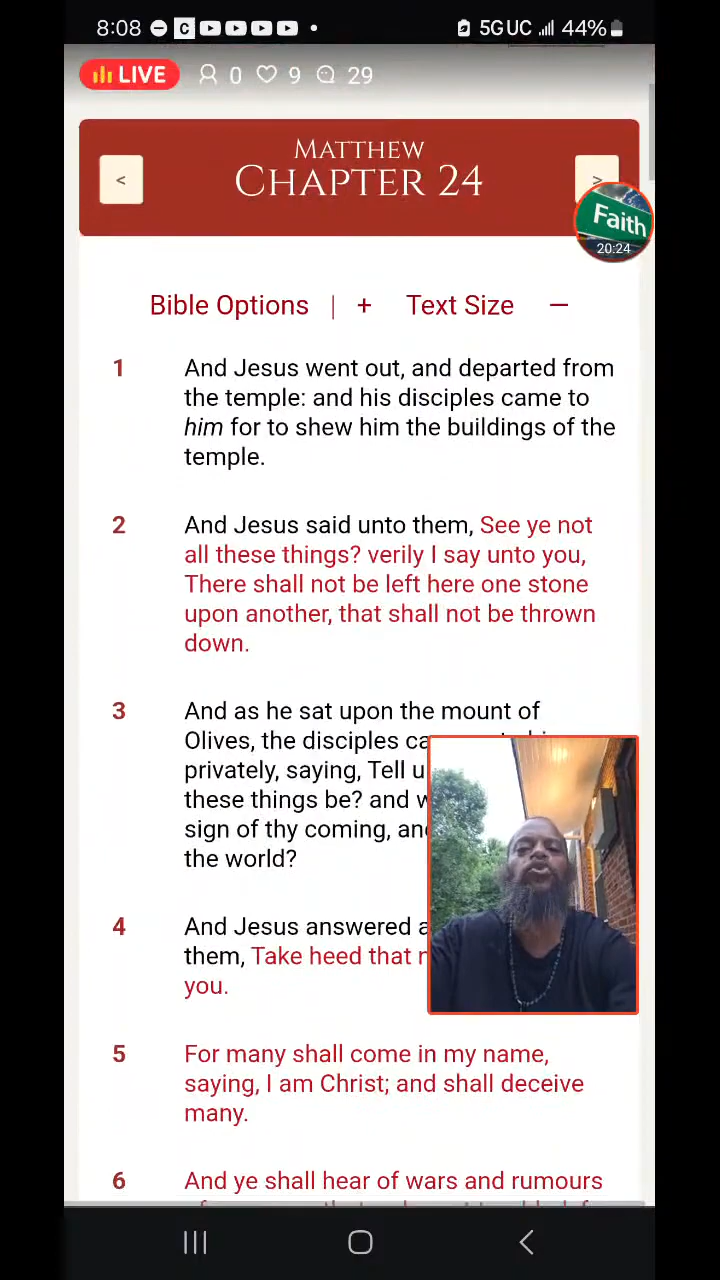 8:08
5G UC 44%
LIVE 0 9 29
MATTHEW
CHAPTER 24
< >
Faith
20:24
Bible Options | + Text Size —
1 And Jesus went out, and departed from
the temple: and his disciples came to
him for to shew him the buildings of the
temple.
2 And Jesus said unto them, See ye not
all these things? verily I say unto you,
There shall not be left here one stone
upon another, that shall not be thrown
down.
3 And as he sat upon the mount of
Olives, the disciples
privately, saying, Tell
these things be? and
sign of thy coming,
the world?
4 And Jesus answered
them, Take heed that
you.
5 For many shall come in my name,
saying, I am Christ; and shall deceive
many.
6 And ye shall hear of wars and rumours